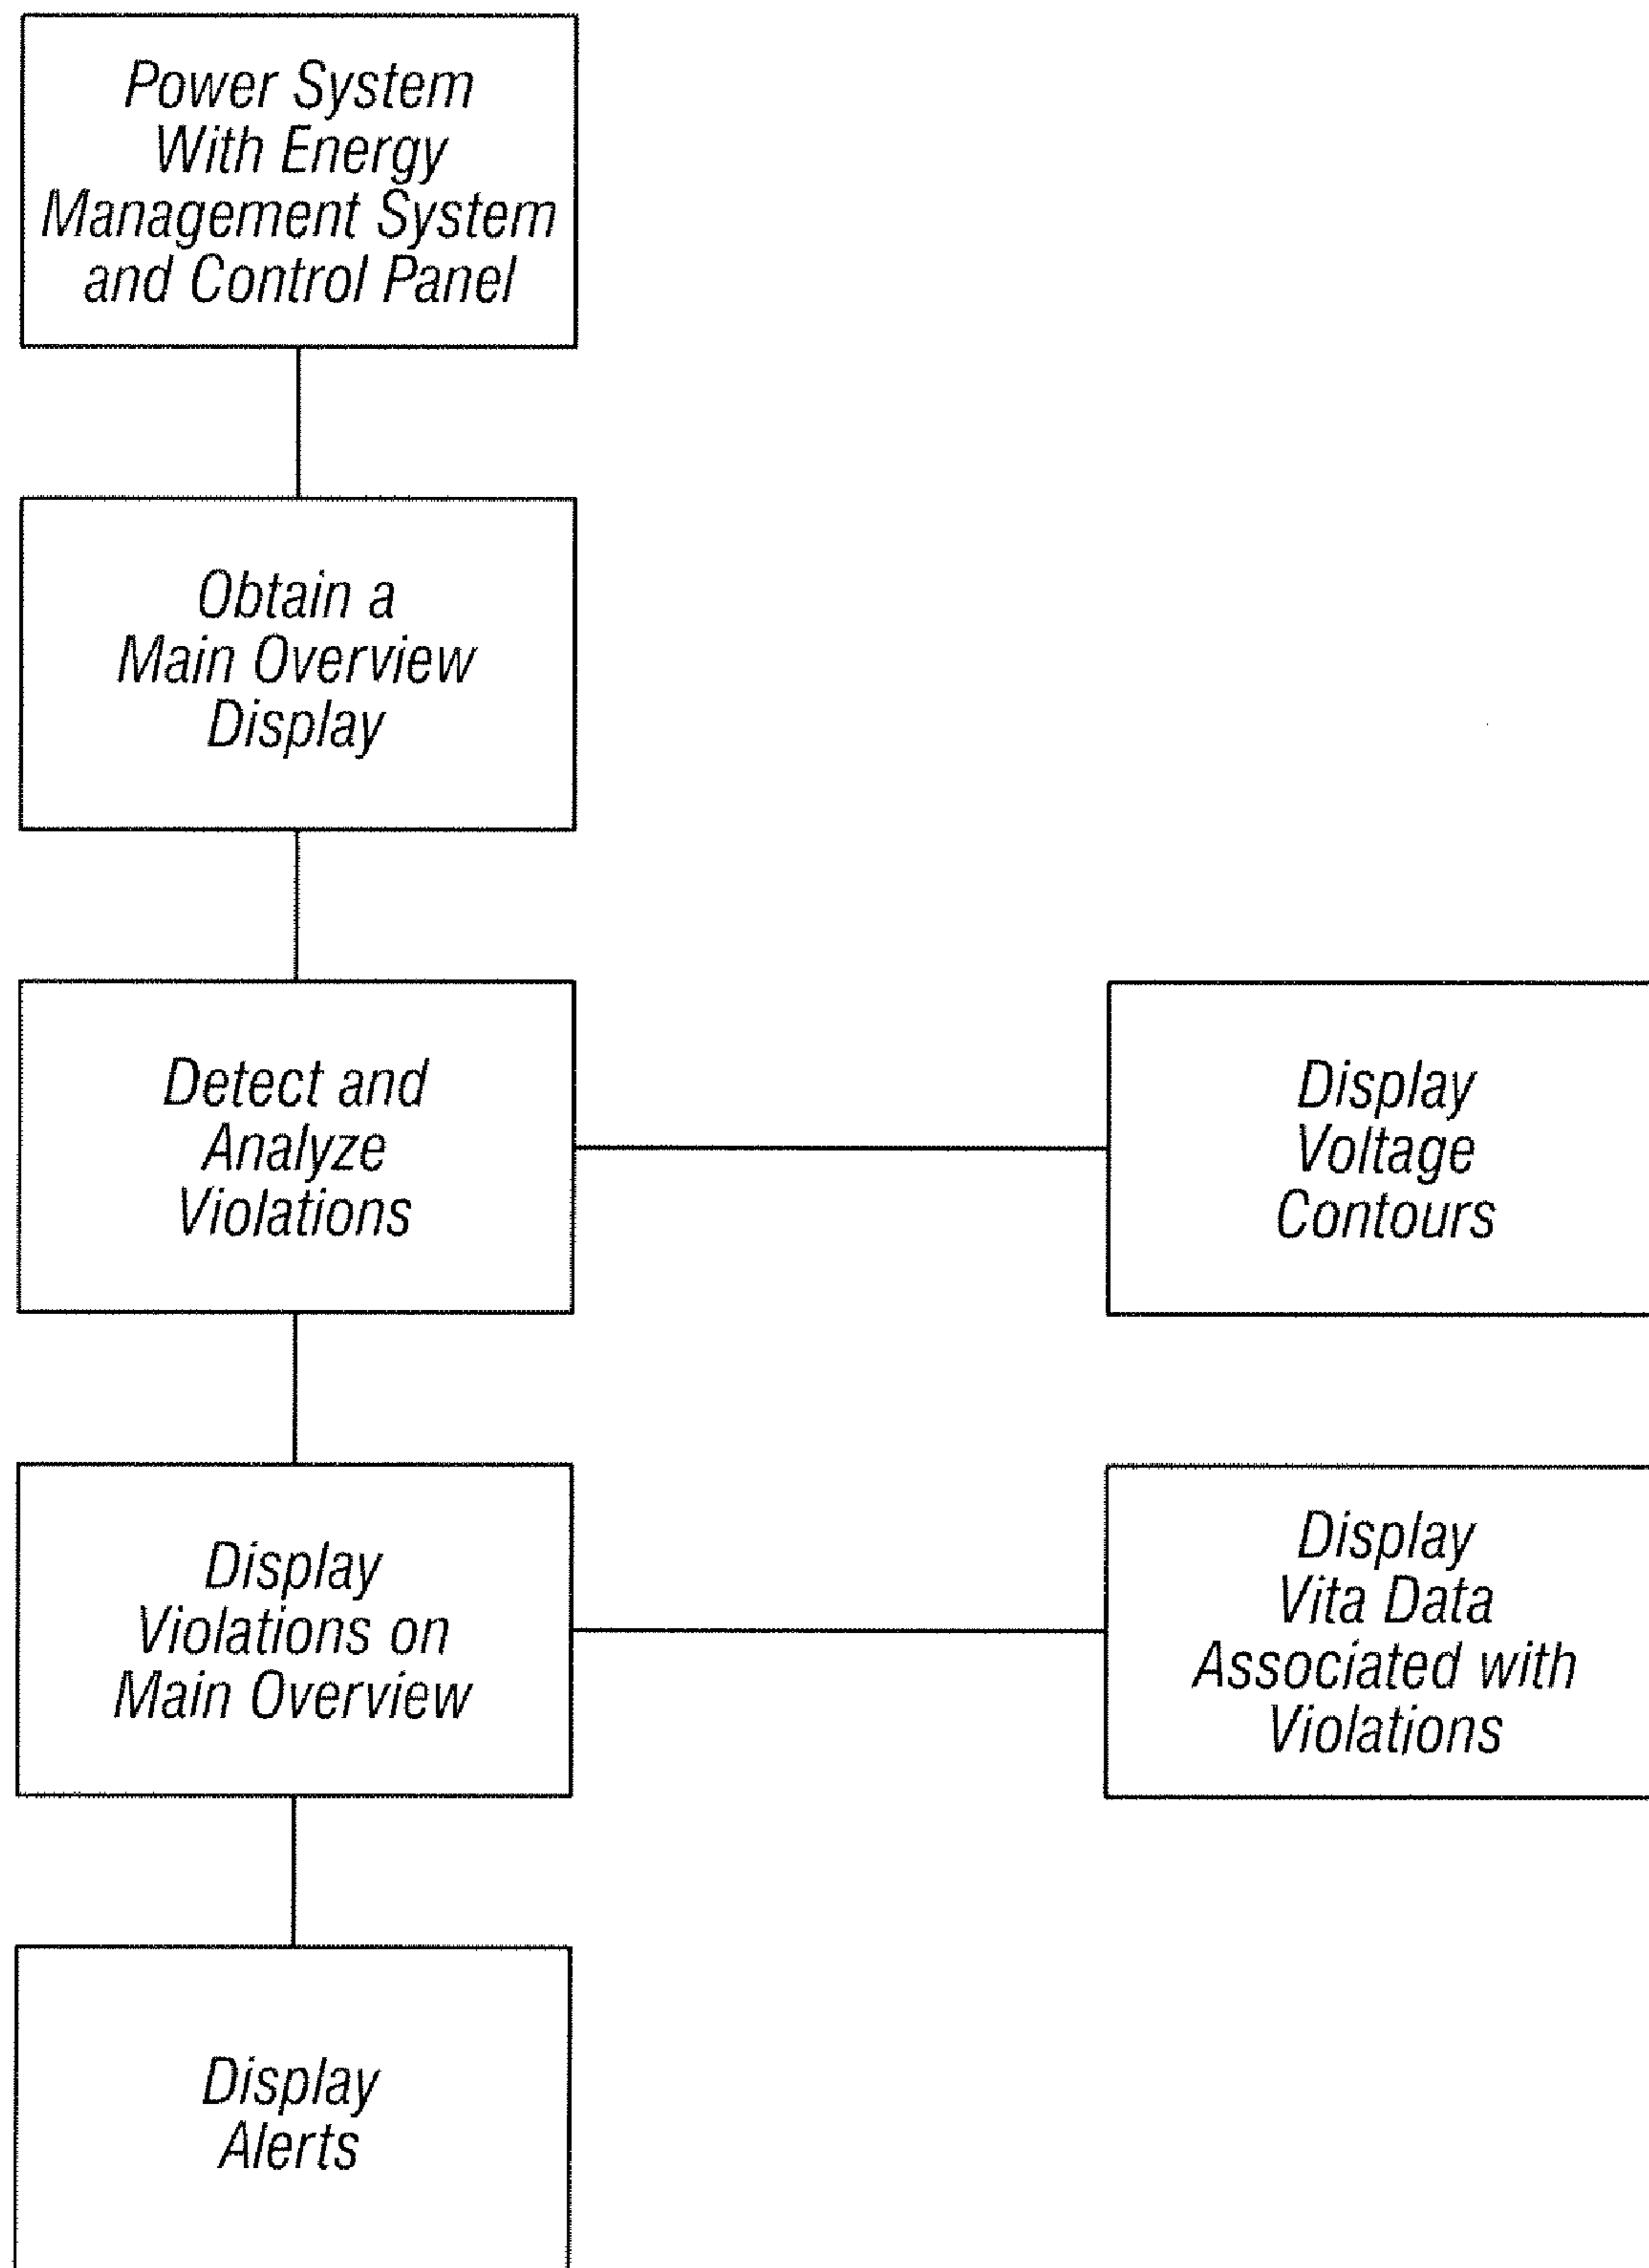 Power System
With Energy
Management System
and Control Panel
Obtain a
Main Overview
Display
Detect and
Analyze
Violations
Display
Voltage
Contours
Display
Violations on
Main Overview
Display
Vita Data
Associated with
Violations
Display
Alerts